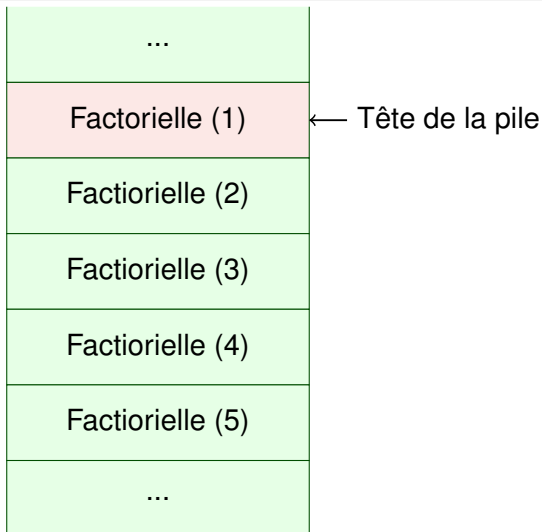 ...
Factorielle (1) Tête de la pile
Factiorielle (2)
Factiorielle (3)
Factiorielle (4)
Factiorielle (5)
...